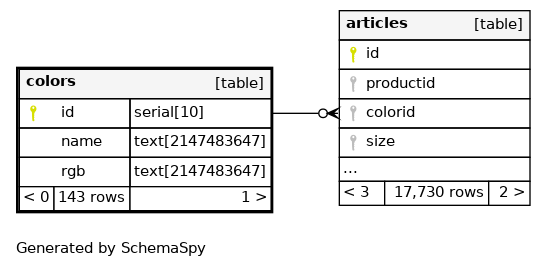 articles [table]
id
productid
colorid
size
...
< 3 17,730 rows 2 >
colors [table]
id serial[10]
name text[2147483647]
rgb text[2147483647]
< 0 143 rows 1 >
Generated by SchemaSpy